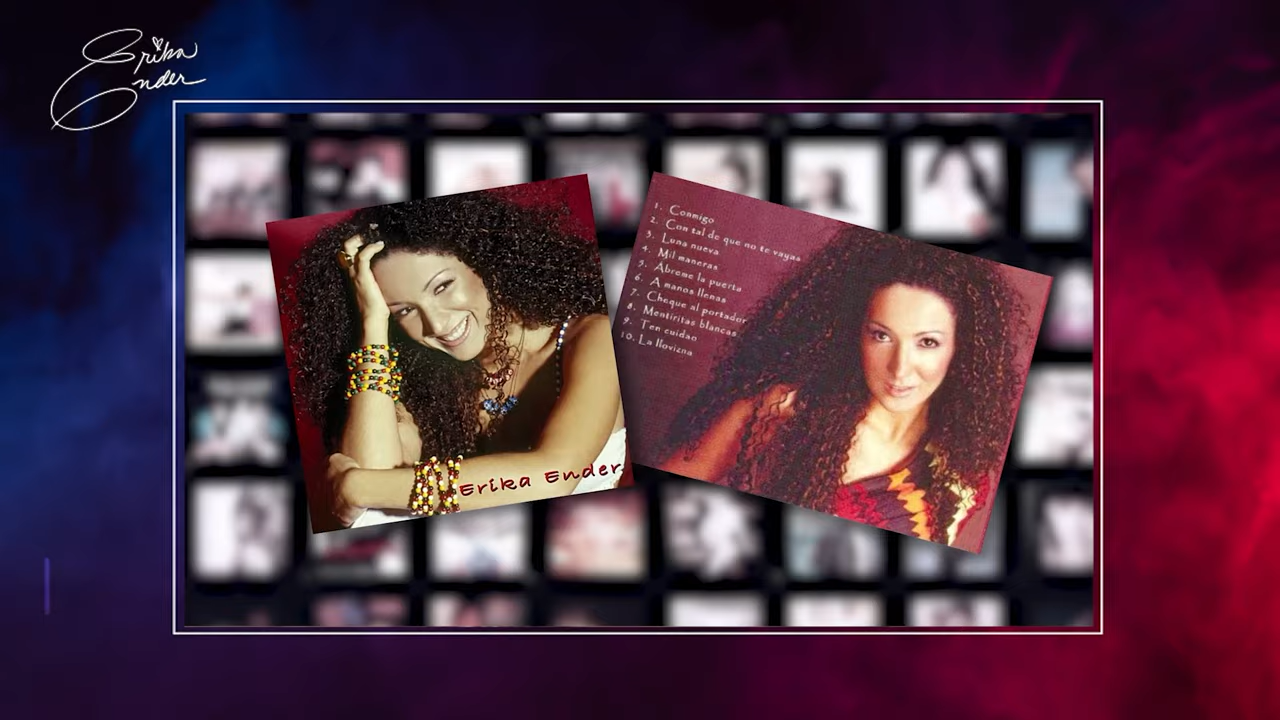 Erika
Ender
1. Conmigo
2. Con tal de que no te vayas
3. Luna nueva
4. Mil maneras
5. Ábreme la puerta
6. A manos llenas
7. Cheque al portador
8. Mentiritas blancas
9. Ten cuidao
10. La llovizna
Erika Ender